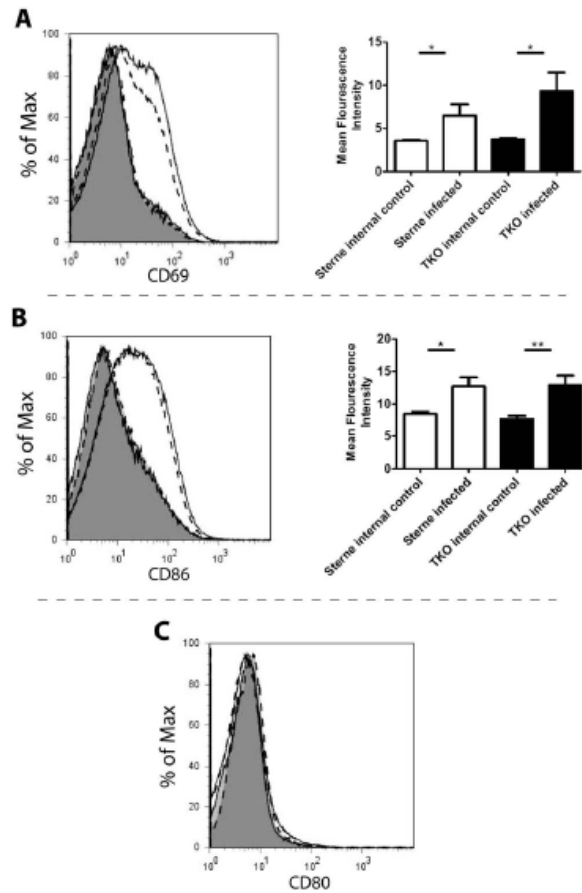 A
% of Max
100
80
60
40
20
0
10^0
10^1
10^2
10^3
CD69
Mean Flourescence
Intensity
15
10
5
0
*
*
Sterne internal control
Sterne infected
TKO internal control
TKO infected
B
% of Max
100
80
60
40
20
0
10^0
10^1
10^2
10^3
CD86
Mean Flourescence
Intensity
20
15
10
5
0
*
**
Sterne internal control
Sterne infected
TKO internal control
TKO infected
C
% of Max
100
80
60
40
20
0
10^0
10^1
10^2
10^3
CD80